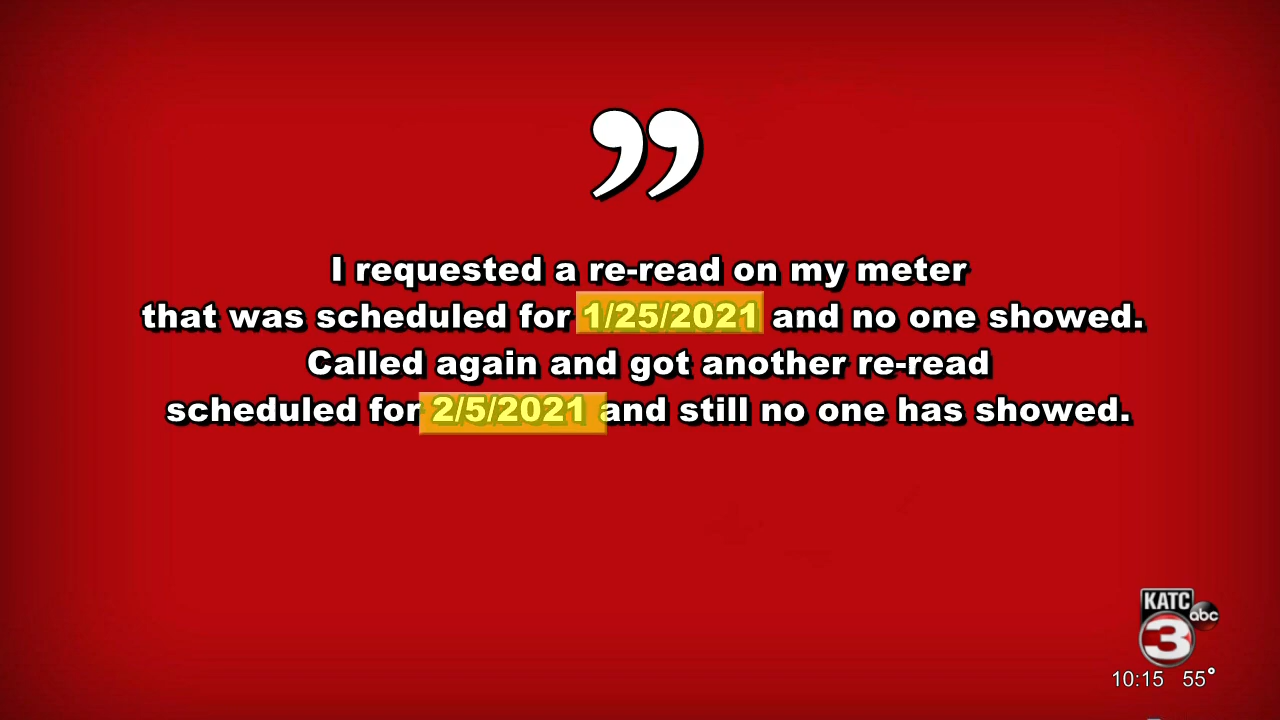 ”
I requested a re-read on my meter
that was scheduled for 1/25/2021 and no one showed.
Called again and got another re-read
scheduled for 2/5/2021 and still no one has showed.
KATC
abc
3
10:15 55°